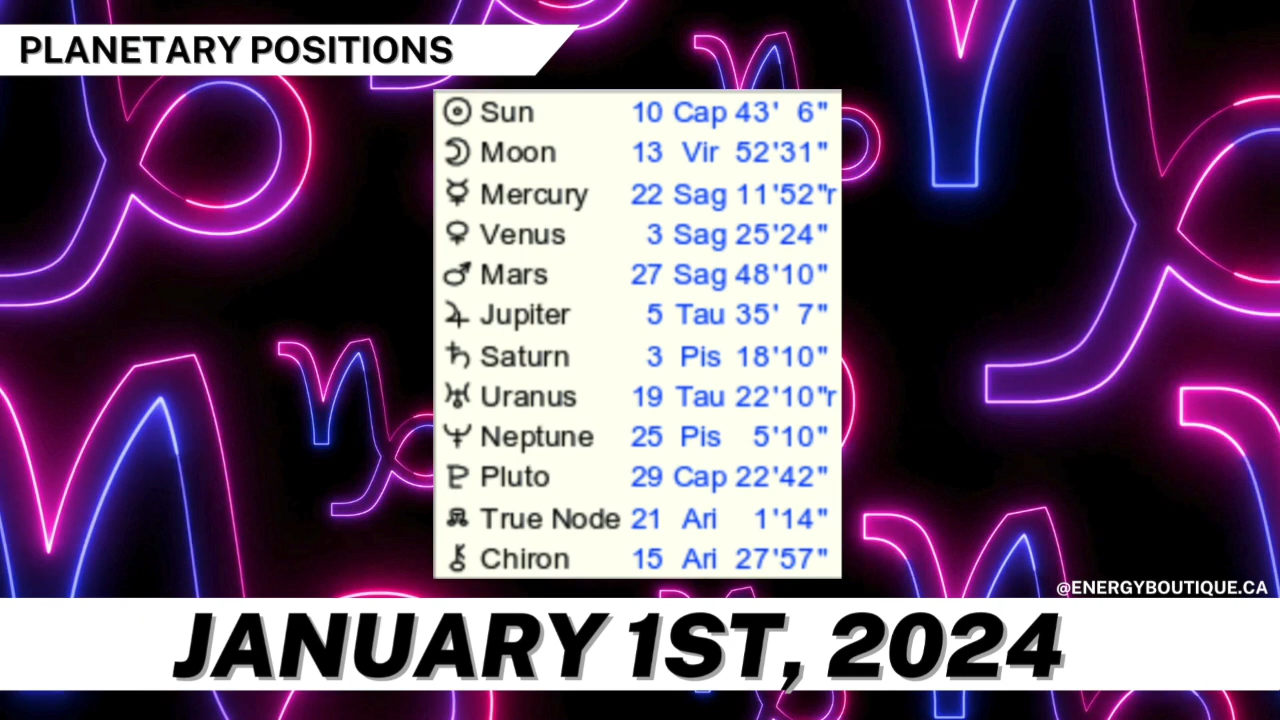 PLANETARY POSITIONS
Sun 10 Cap 43' 6"
Moon 13 Vir 52'31"
Mercury 22 Sag 11'52"r
Venus 3 Sag 25'24"
Mars 27 Sag 48'10"
Jupiter 5 Tau 35' 7"
Saturn 3 Pis 18'10"
Uranus 19 Tau 22'10"r
Neptune 25 Pis 5'10"
Pluto 29 Cap 22'42"
True Node 21 Ari 1'14"
Chiron 15 Ari 27'57"
@ENERGYBOUTIQUE.CA
JANUARY 1ST, 2024